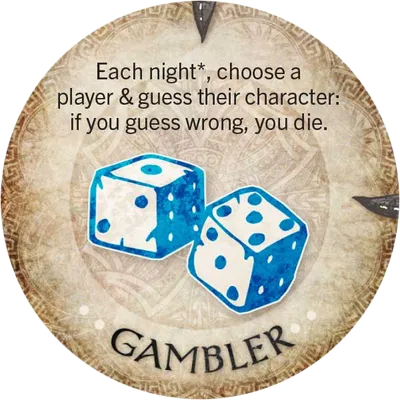 Each night*, choose a
player & guess their character:
if you guess wrong, you die.
GAMBLER